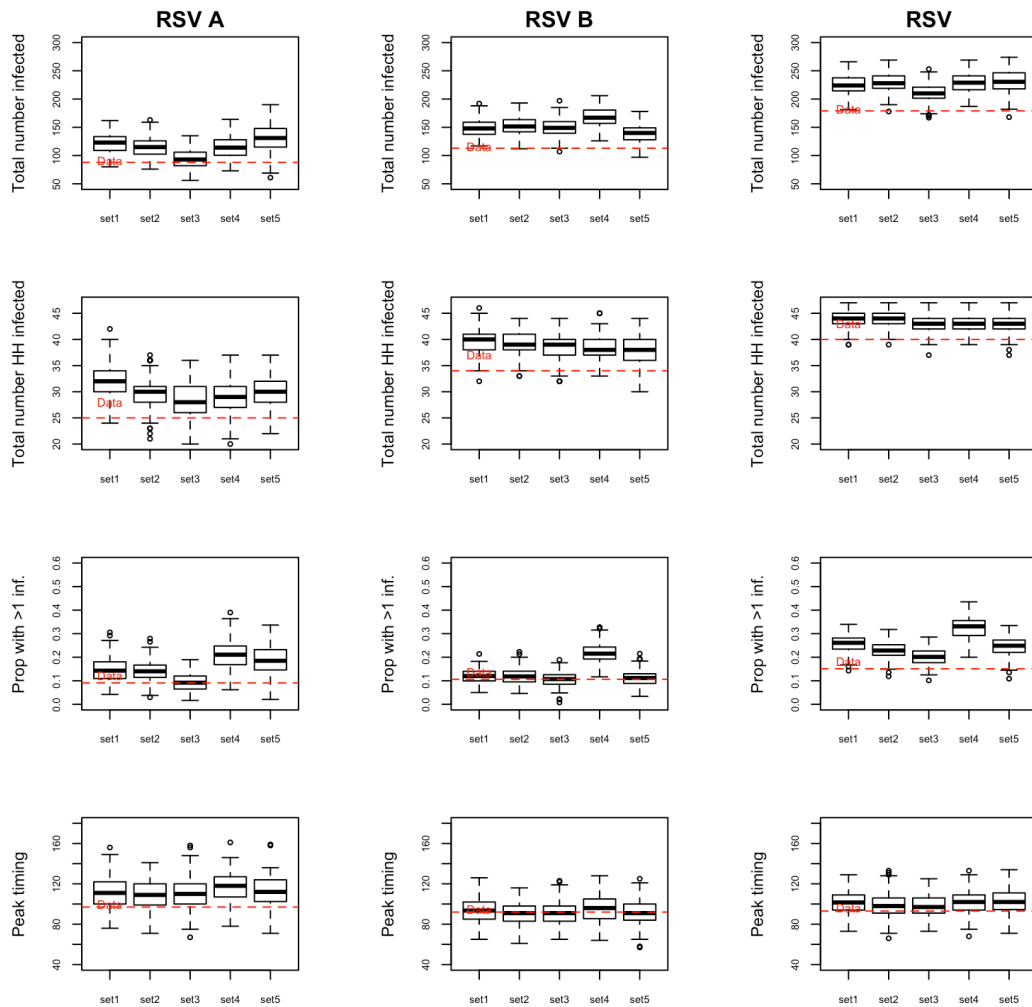 RSV A RSV B RSV
Total number infected
50 100 150 200 250 300
Data
set1 set2 set3 set4 set5
Total number infected
50 100 150 200 250 300
Data
set1 set2 set3 set4 set5
Total number infected
50 100 150 200 250 300
Data
set1 set2 set3 set4 set5
Total number HH infected
20 25 30 35 40 45
Data
set1 set2 set3 set4 set5
Total number HH infected
20 25 30 35 40 45
Data
set1 set2 set3 set4 set5
Total number HH infected
20 25 30 35 40 45
Data
set1 set2 set3 set4 set5
Prop with >1 inf.
0.0 0.1 0.2 0.3 0.4 0.5 0.6
Data
set1 set2 set3 set4 set5
Prop with >1 inf.
0.0 0.1 0.2 0.3 0.4 0.5 0.6
Data
set1 set2 set3 set4 set5
Prop with >1 inf.
0.0 0.1 0.2 0.3 0.4 0.5 0.6
Data
set1 set2 set3 set4 set5
Peak timing
40 80 120 160
Data
set1 set2 set3 set4 set5
Peak timing
40 80 120 160
Data
set1 set2 set3 set4 set5
Peak timing
40 80 120 160
Data
set1 set2 set3 set4 set5